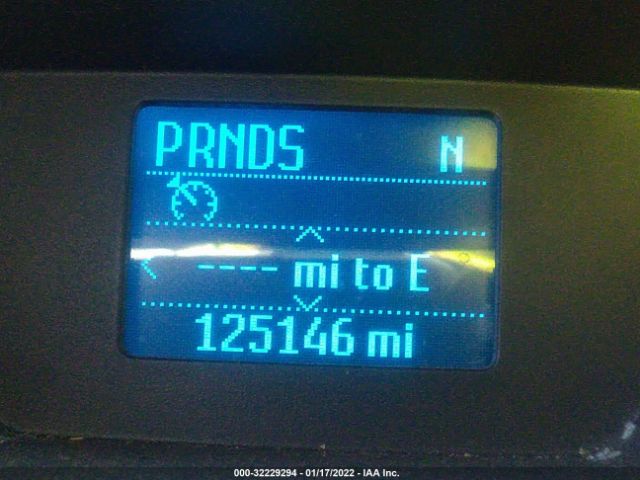 PRNDS N
---- mi to E
125146 mi
000-32229294 - 01/17/2022 - IAA Inc.